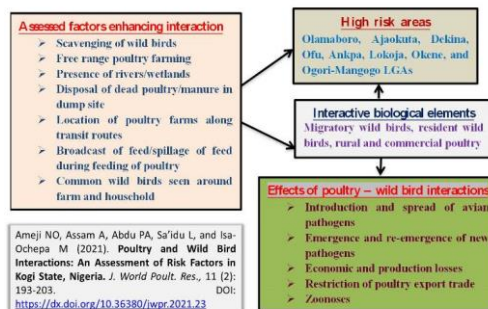 Assessed factors enhancing interaction
➢ Scavenging of wild birds
➢ Free range poultry farming
➢ Presence of rivers/wetlands
➢ Disposal of dead poultry/manure in
dump site
➢ Location of poultry farms along
transit routes
➢ Broadcast of feed/spillage of feed
during feeding of poultry
➢ Common wild birds seen around
farm and household
High risk areas
Olamaboro, Ajaokuta, Dekina,
Ofu, Ankpa, Lokoja, Okene, and
Ogori-Mangogo LGAs
Interactive biological elements
Migratory wild birds, resident wild
birds, rural and commercial poultry
Effects of poultry – wild bird interactions
➢ Introduction and spread of avian
pathogens
➢ Emergence and re-emergence of new
pathogens
➢ Economic and production losses
➢ Restriction of poultry export trade
➢ Zoonoses
Ameji NO, Assam A, Abdu PA, Sa'idu L, and Isa-
Ochepa M (2021). Poultry and Wild Bird
Interactions: An Assessment of Risk Factors in
Kogi State, Nigeria. J. World Poult. Res., 11 (2):
193-203. DOI:
https://dx.doi.org/10.36380/jwpr.2021.23